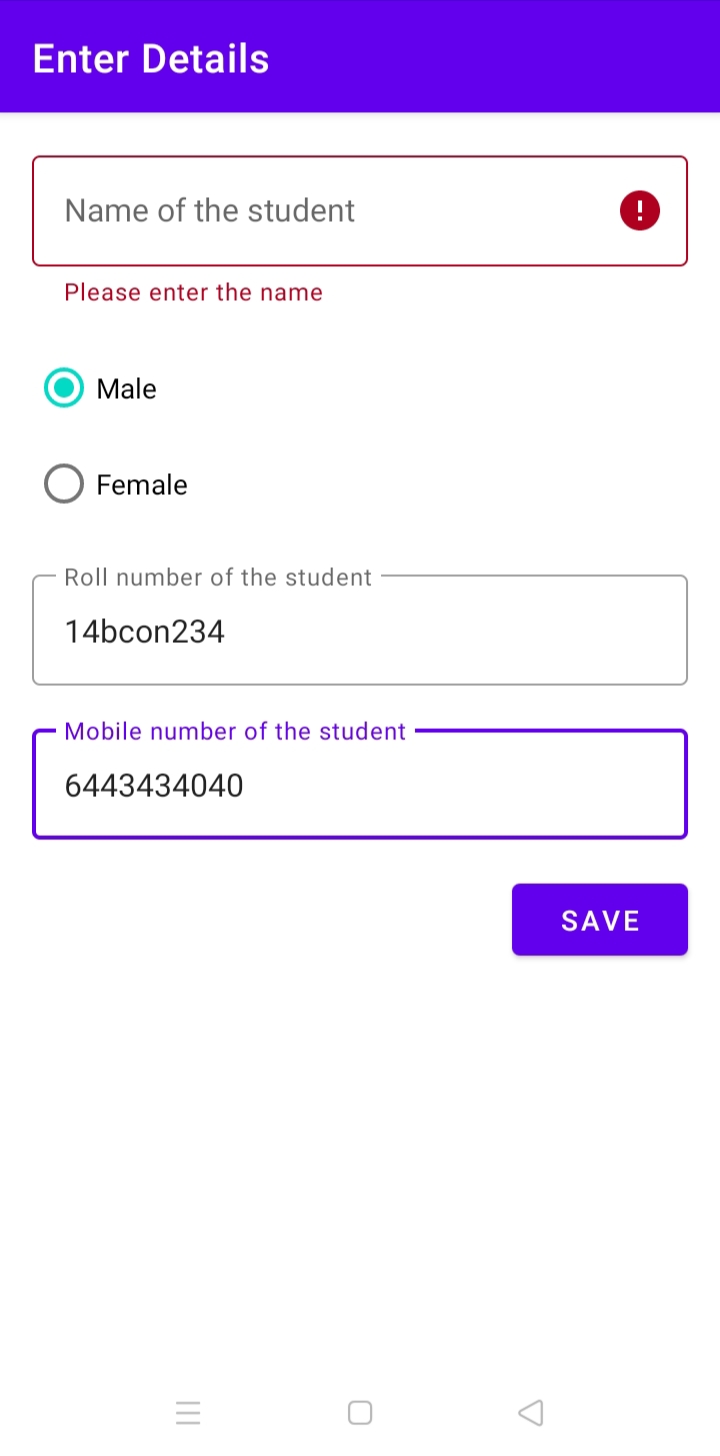 Enter Details
Name of the student
!
Please enter the name
Male
Female
Roll number of the student
14bcon234
Mobile number of the student
6443434040
SAVE